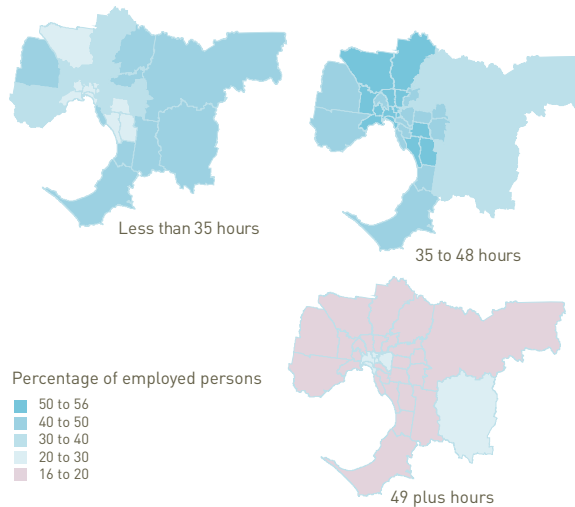 Less than 35 hours
35 to 48 hours
Percentage of employed persons
50 to 56
40 to 50
30 to 40
20 to 30
16 to 20
49 plus hours